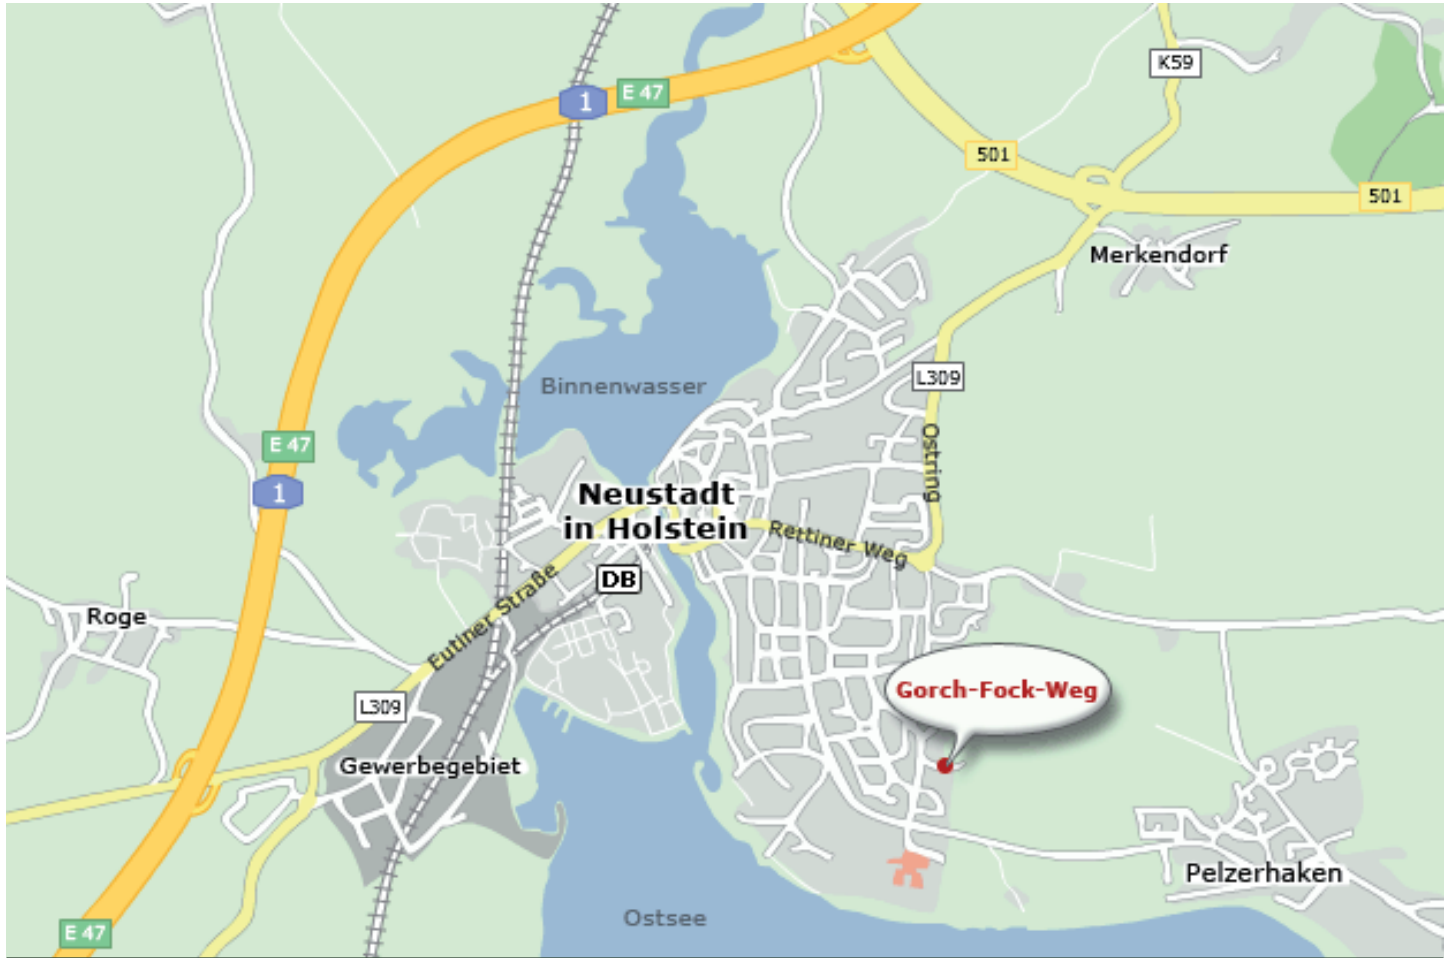 K59
1
E 47
501
501
Merkendorf
Binnenwasser
L309
E 47
Ostring
1
Neustadt
in Holstein
Rettiner Weg
DB
Eutiner Straße
Roge
Gorch-Fock-Weg
L309
Gewerbegebiet
Pelzerhaken
Ostsee
E 47